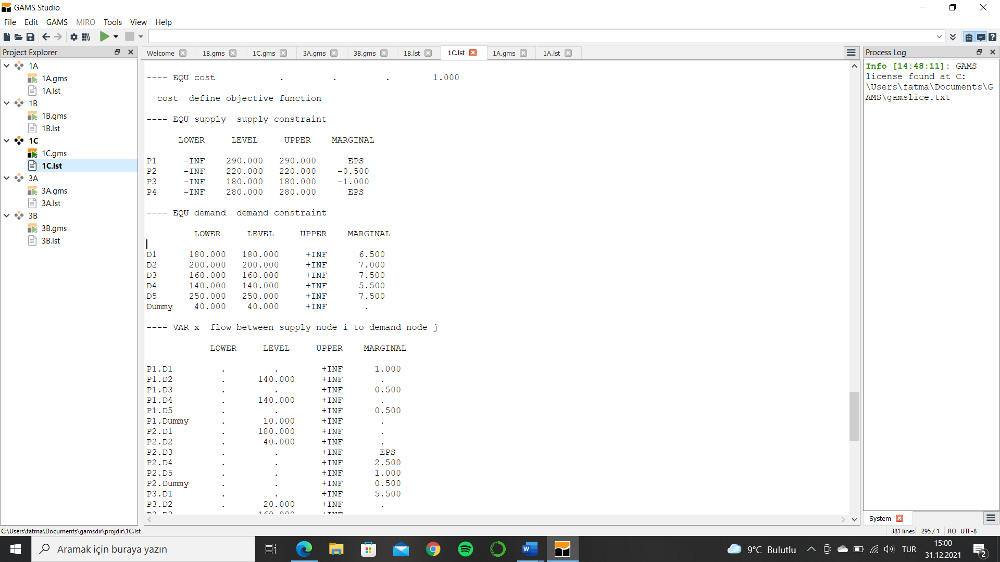 GAMS Studio
File Edit GAMS MIRO Tools View Help
Project Explorer
Welcome 1B.gms 1C.gms 3A.gms 3B.gms 1B.lst 1C.lst 1A.gms 1A.lst
Process Log
1A
1A.gms
1A.lst
1B
1B.gms
1B.lst
1C
1C.gms
1C.lst
3A
3A.gms
3A.lst
3B
3B.gms
3B.lst
---- EQU cost . . . 1.000
cost define objective function
---- EQU supply supply constraint
LOWER LEVEL UPPER MARGINAL
P1 -INF 290.000 290.000 EPS
P2 -INF 220.000 220.000 -0.500
P3 -INF 180.000 180.000 -1.000
P4 -INF 280.000 280.000 EPS
---- EQU demand demand constraint
LOWER LEVEL UPPER MARGINAL
D1 180.000 180.000 +INF 6.500
D2 200.000 200.000 +INF 7.000
D3 160.000 160.000 +INF 7.500
D4 140.000 140.000 +INF 5.500
D5 250.000 250.000 +INF 7.500
Dummy 40.000 40.000 +INF .
---- VAR x flow between supply node i to demand node j
LOWER LEVEL UPPER MARGINAL
P1.D1 . . +INF 1.000
P1.D2 . 140.000 +INF .
P1.D3 . . +INF 0.500
P1.D4 . 140.000 +INF .
P1.D5 . . +INF 0.500
P1.Dummy . 10.000 +INF .
P2.D1 . 180.000 +INF .
P2.D2 . 40.000 +INF .
P2.D3 . . +INF EPS
P2.D4 . . +INF 2.500
P2.D5 . . +INF 1.000
P2.Dummy . . +INF 0.500
P3.D1 . . +INF 5.500
P3.D2 . 20.000 +INF .
Info [14:48:11]: GAMS
license found at C:
\Users\fatma\Documents\G
AMS\gamslice.txt
System
C:\Users\fatma\Documents\gamsdir\projdir\1C.lst
381 lines 295 / 1 RO UTF-8
Aramak için buraya yazın
9°C Bulutlu
TUR
15:00
31.12.2021
2